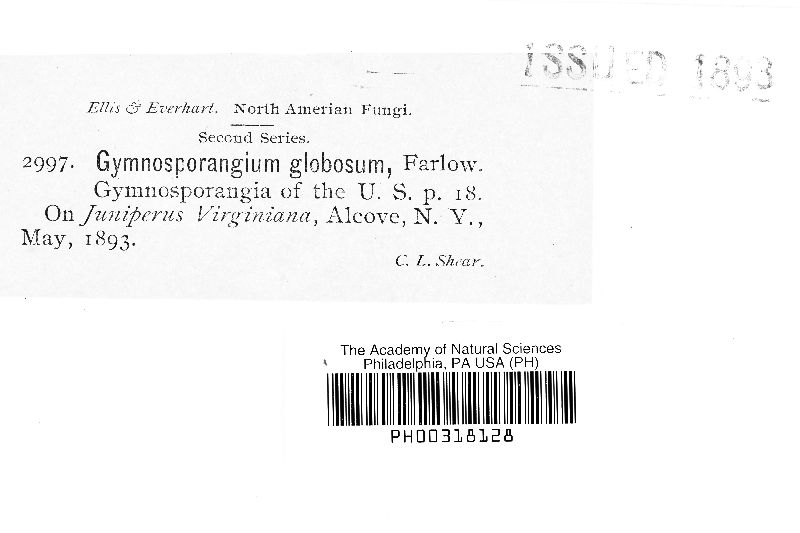 ISSUED 1893
Ellis & Everhart. North Amerian Fungi.
Second Series.
2997. Gymnosporangium globosum, Farlow.
Gymnosporangia of the U. S. p. 18.
On Juniperus Virginiana, Alcove, N. Y.,
May, 1893.
C. L. Shear.
The Academy of Natural Sciences
Philadelphia, PA USA (PH)
PH00318128